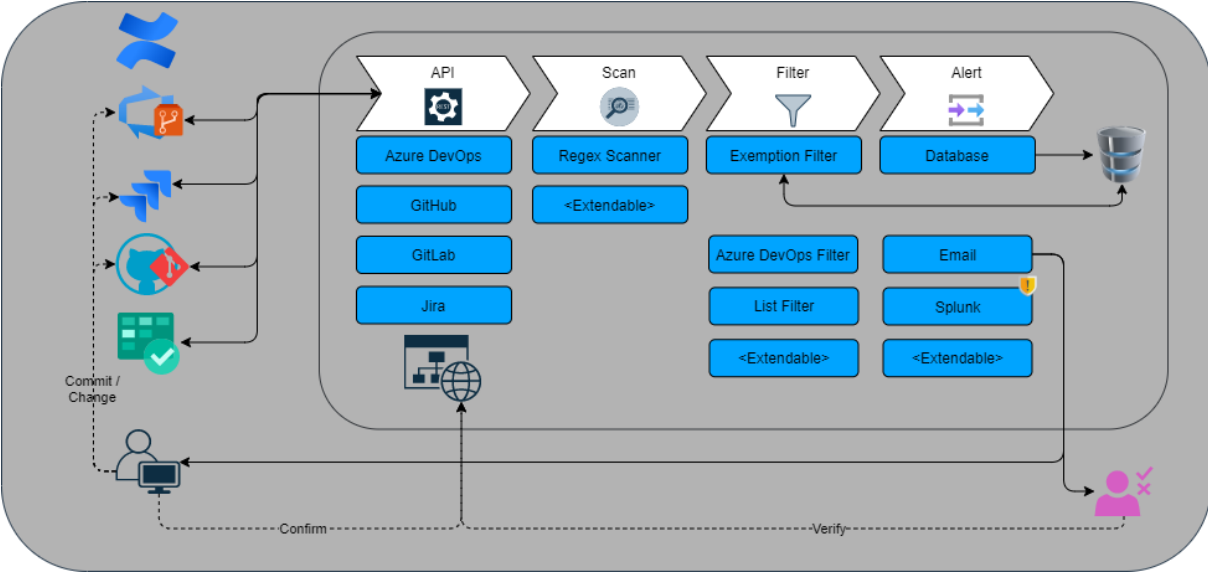 API
Scan
Filter
Alert
REST
Azure DevOps
Regex Scanner
Exemption Filter
Database
GitHub
<Extendable>
GitLab
Azure DevOps Filter
Email
Jira
List Filter
Splunk
<Extendable>
<Extendable>
Commit /
Change
Confirm
Verify